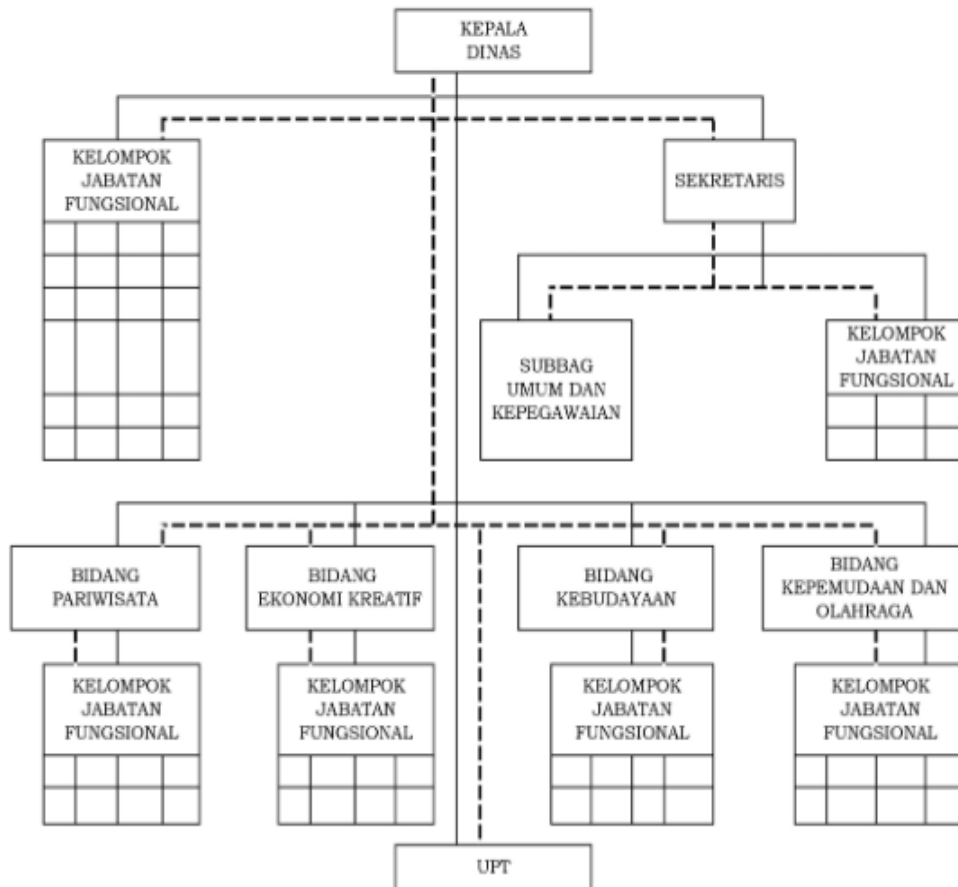 KEPALA
DINAS
KELOMPOK
JABATAN
FUNGSIONAL
SEKRETARIS
SUBBAG
UMUM DAN
KEPEGAWAIAN
KELOMPOK
JABATAN
FUNGSIONAL
BIDANG
PARIWISATA
BIDANG
EKONOMI KREATIF
BIDANG
KEBUDAYAAN
BIDANG
KEPEMUDAAN DAN
OLAHRAGA
KELOMPOK
JABATAN
FUNGSIONAL
KELOMPOK
JABATAN
FUNGSIONAL
KELOMPOK
JABATAN
FUNGSIONAL
KELOMPOK
JABATAN
FUNGSIONAL
UPT